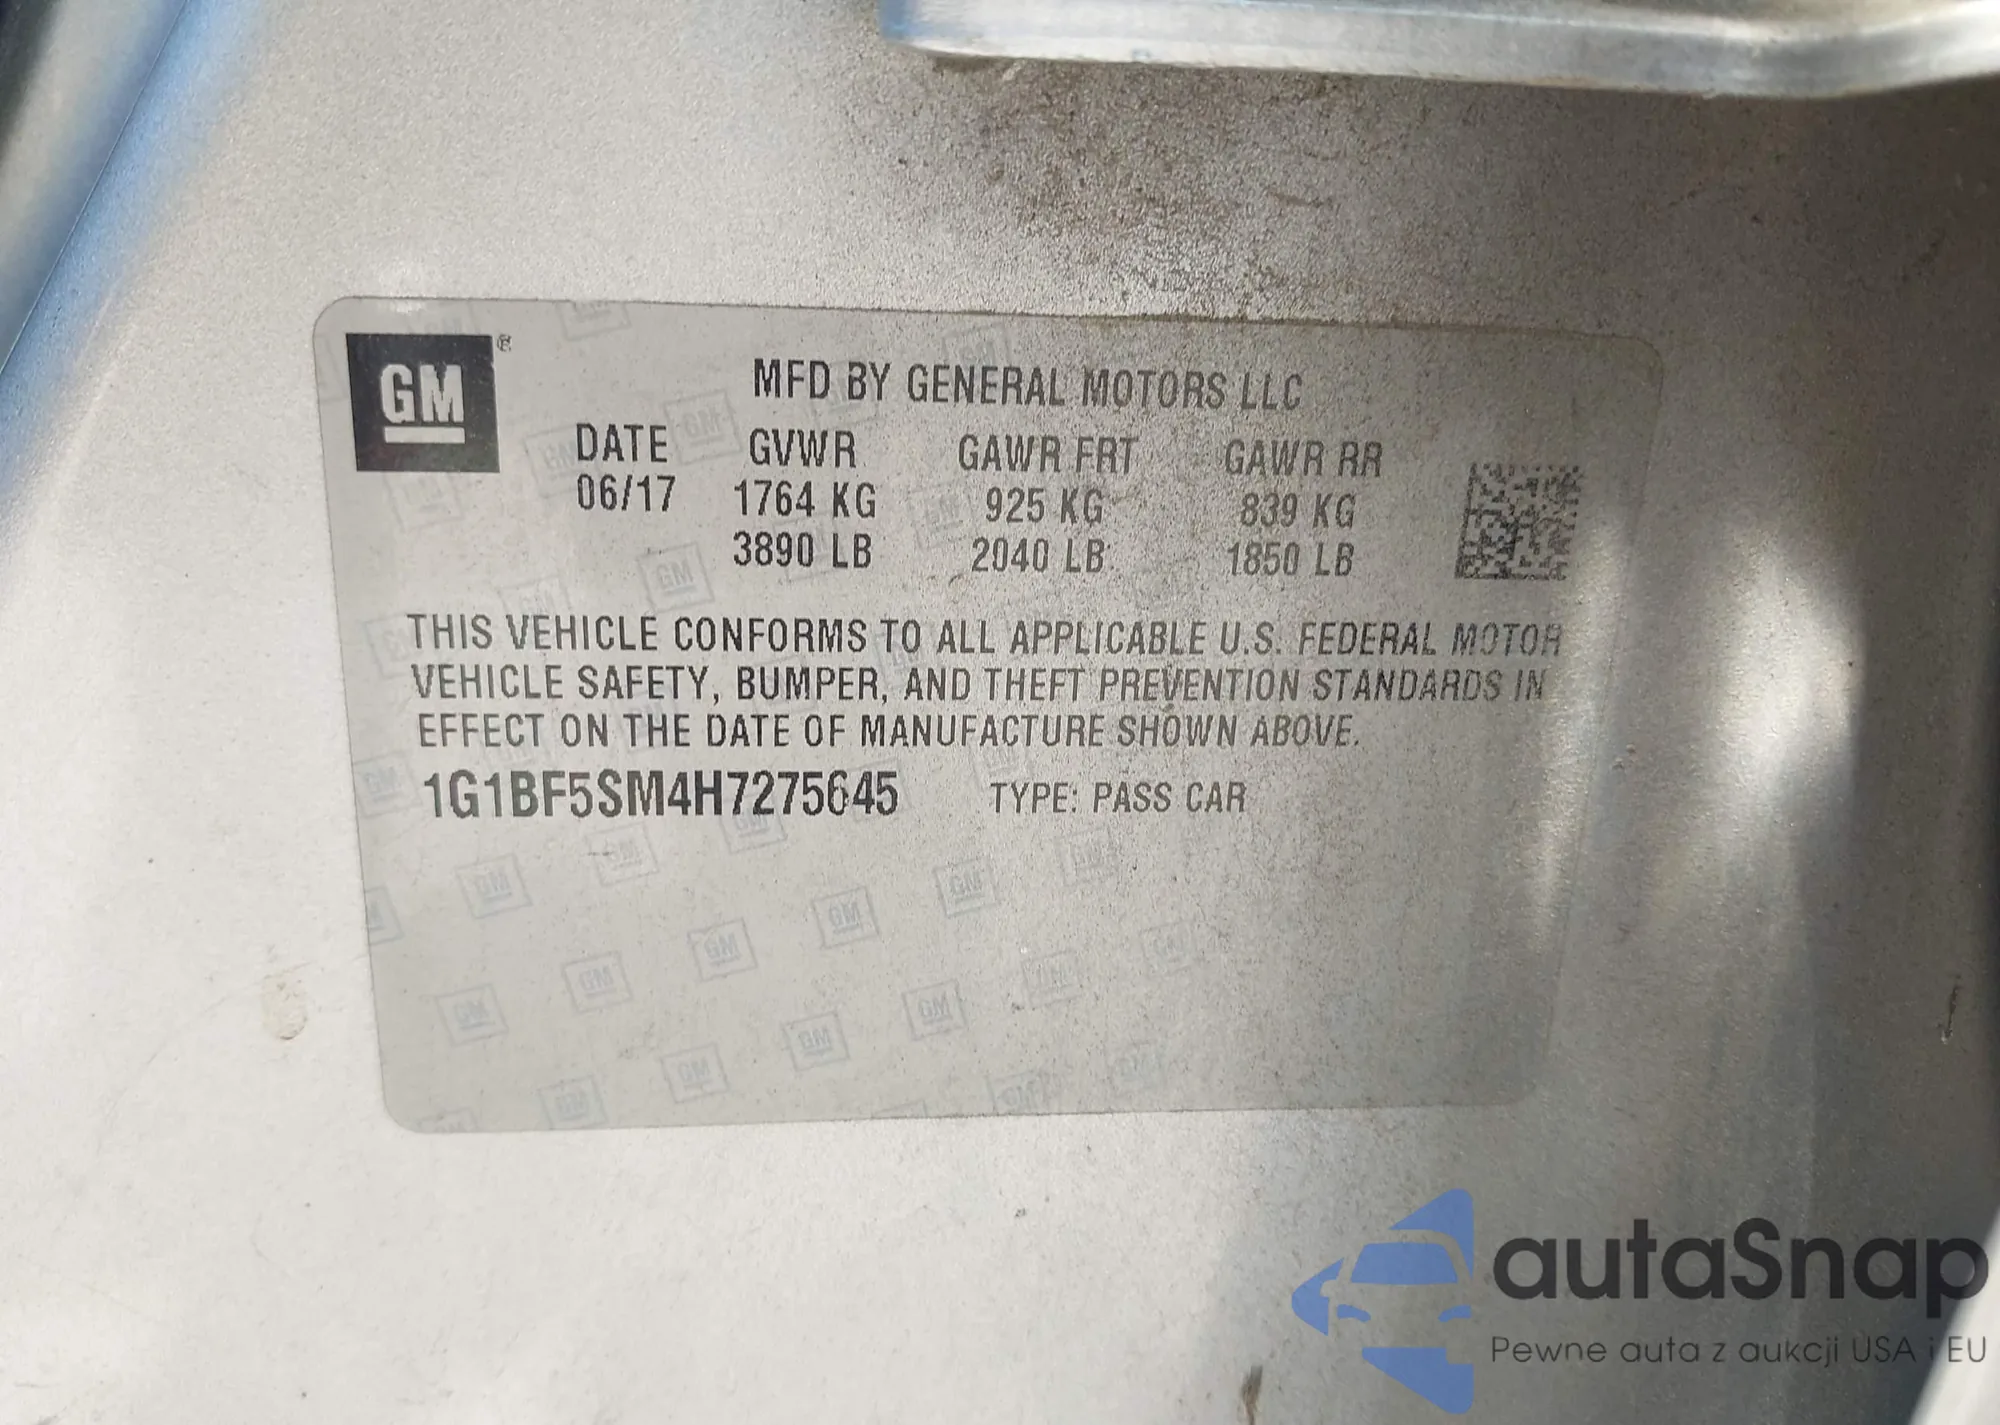 GM®
MFD BY GENERAL MOTORS LLC
DATE GVWR GAWR FRT GAWR RR
06/17 1764 KG 925 KG 839 KG
3890 LB 2040 LB 1850 LB
THIS VEHICLE CONFORMS TO ALL APPLICABLE U.S. FEDERAL MOTOR
VEHICLE SAFETY, BUMPER, AND THEFT PREVENTION STANDARDS IN
EFFECT ON THE DATE OF MANUFACTURE SHOWN ABOVE.
1G1BF5SM4H7275645 TYPE: PASS CAR
autaSnap
Pewne auta z aukcji USA i EU